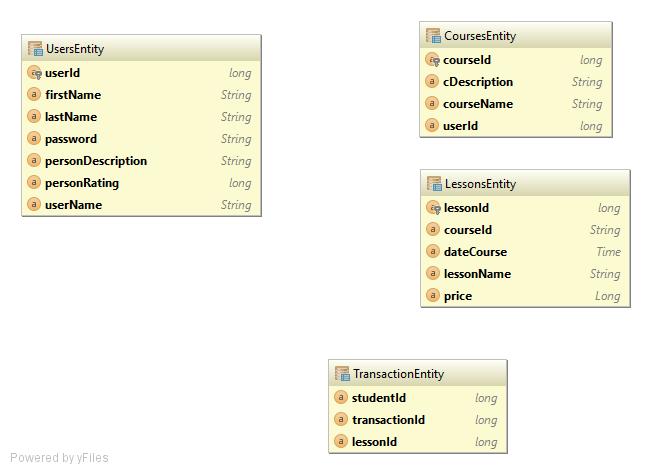 UsersEntity
userId long
firstName String
lastName String
password String
personDescription String
personRating long
userName String
CoursesEntity
courseId long
cDescription String
courseName String
userId long
LessonsEntity
lessonId long
courseId String
dateCourse Time
lessonName String
price Long
TransactionEntity
studentId long
transactionId long
lessonId long
Powered by yFiles